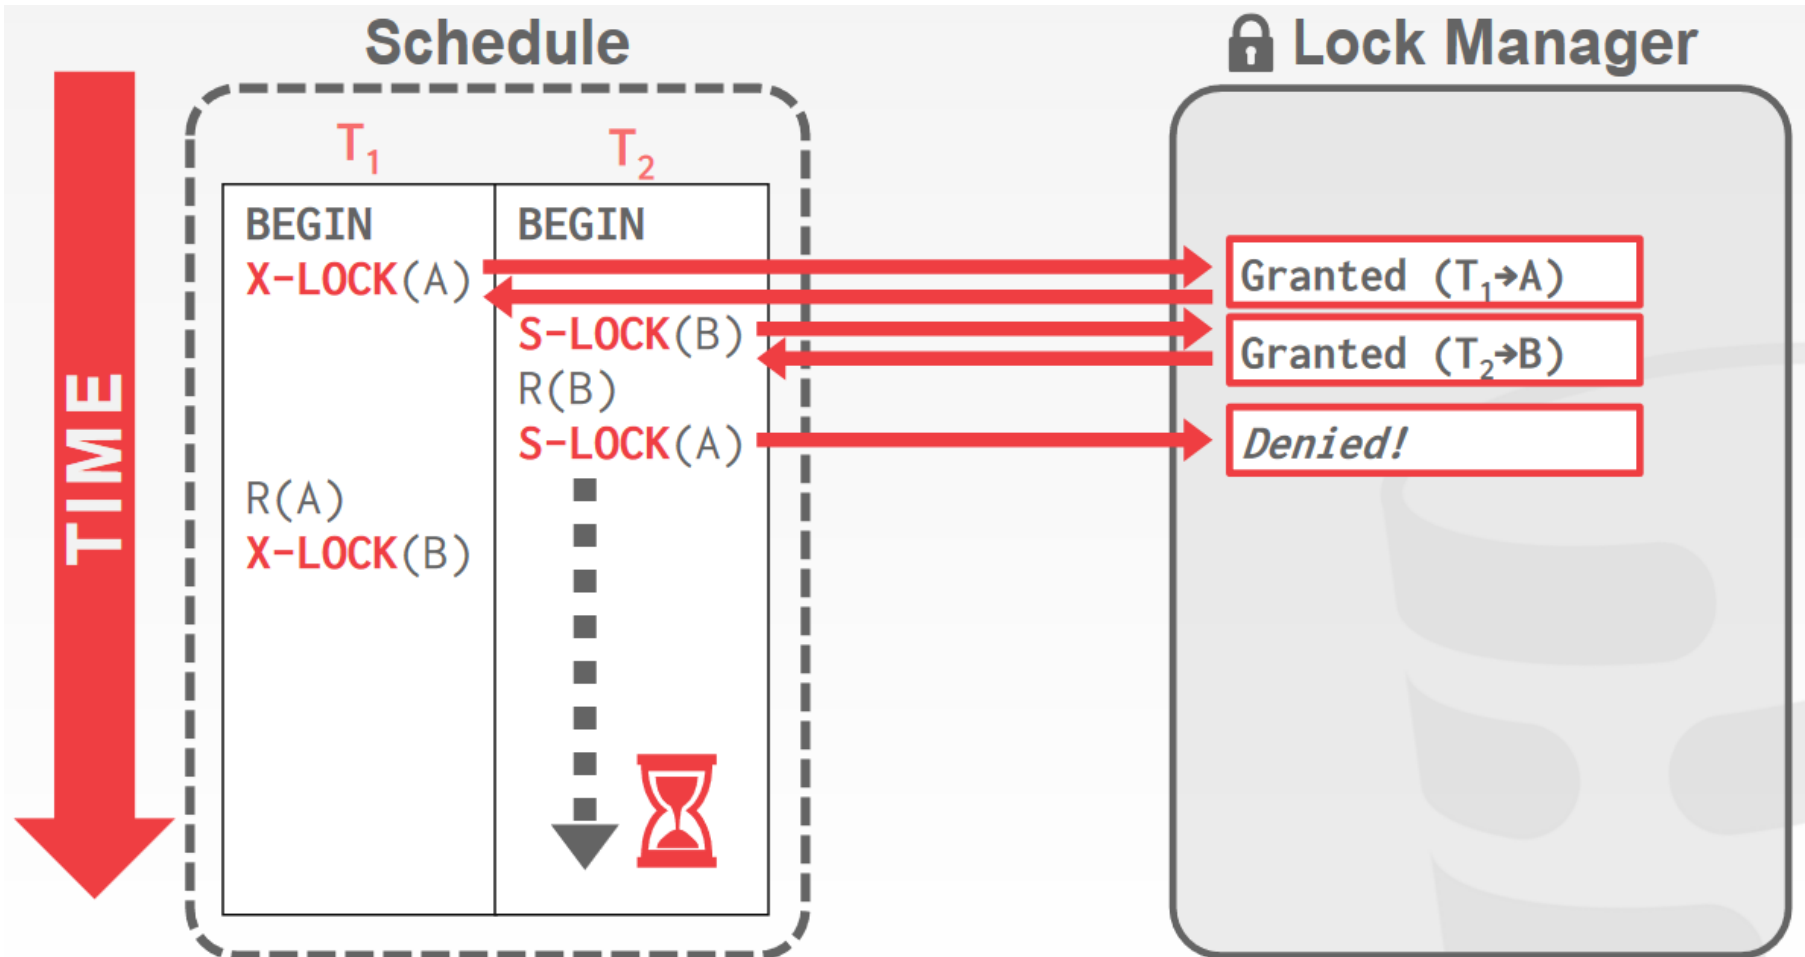 Schedule
Lock Manager
TIME
T1
T2
BEGIN
BEGIN
X-LOCK(A)
Granted (T1→A)
S-LOCK(B)
Granted (T2→B)
R(B)
S-LOCK(A)
Denied!
R(A)
X-LOCK(B)